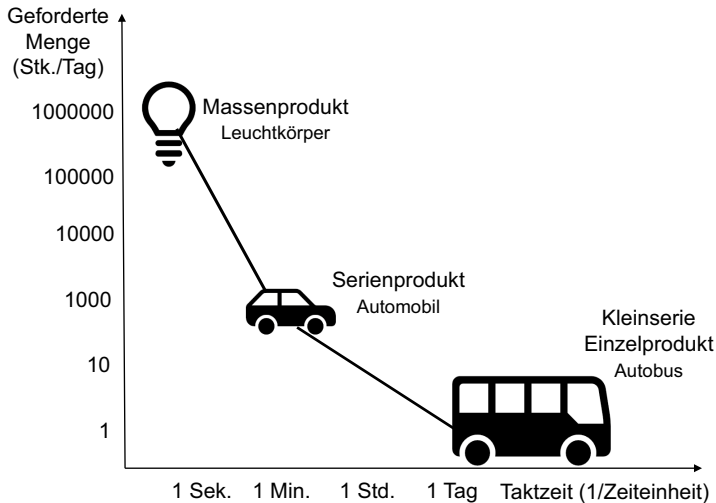 Geforderte
Menge
(Stk./Tag)
1000000
100000
10000
1000
10
1
Massenprodukt
Leuchtkörper
Serienprodukt
Automobil
Kleinserie
Einzelprodukt
Autobus
1 Sek. 1 Min. 1 Std. 1 Tag Taktzeit (1/Zeiteinheit)